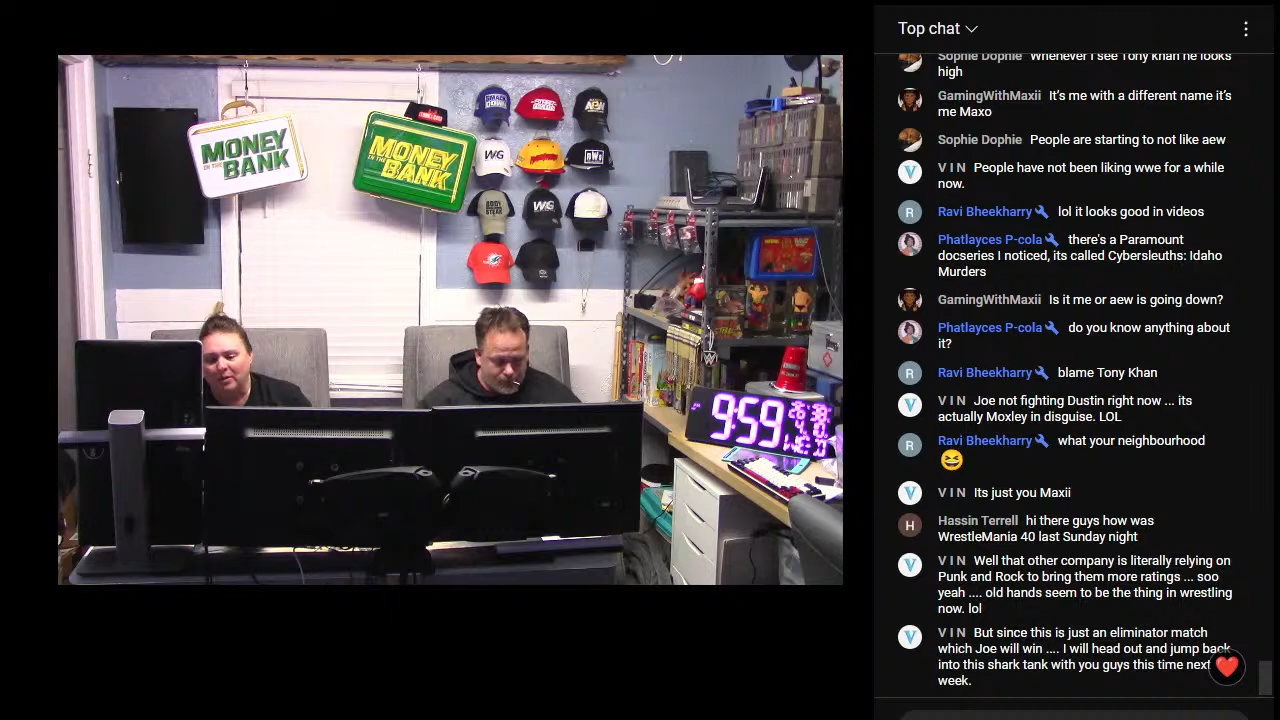 Top chat
Sophie Dophie Whenever I see Tony khan he looks
high
GamingWithMaxii It's me with a different name it's
me Maxo
Sophie Dophie People are starting to not like aew
V I N People have not been liking wwe for a while
now.
Ravi Bheekharry lol it looks good in videos
Phatlayces P-cola there's a Paramount
docseries I noticed, its called Cybersleuths: Idaho
Murders
GamingWithMaxii Is it me or aew is going down?
Phatlayces P-cola do you know anything about
it?
Ravi Bheekharry blame Tony Khan
V I N Joe not fighting Dustin right now ... its
actually Moxley in disguise. LOL
Ravi Bheekharry what your neighbourhood
😆
V I N Its just you Maxii
Hassin Terrell hi there guys how was
WrestleMania 40 last Sunday night
V I N Well that other company is literally relying on
Punk and Rock to bring them more ratings ... soo
yeah .... old hands seem to be the thing in wrestling
now. lol
V I N But since this is just an eliminator match
which Joe will win .... I will head out and jump back
into this shark tank with you guys this time next
week.
MONEY
IN THE
BANK
MONEY
IN THE
BANK
W&G
nWo
W&G
9:59